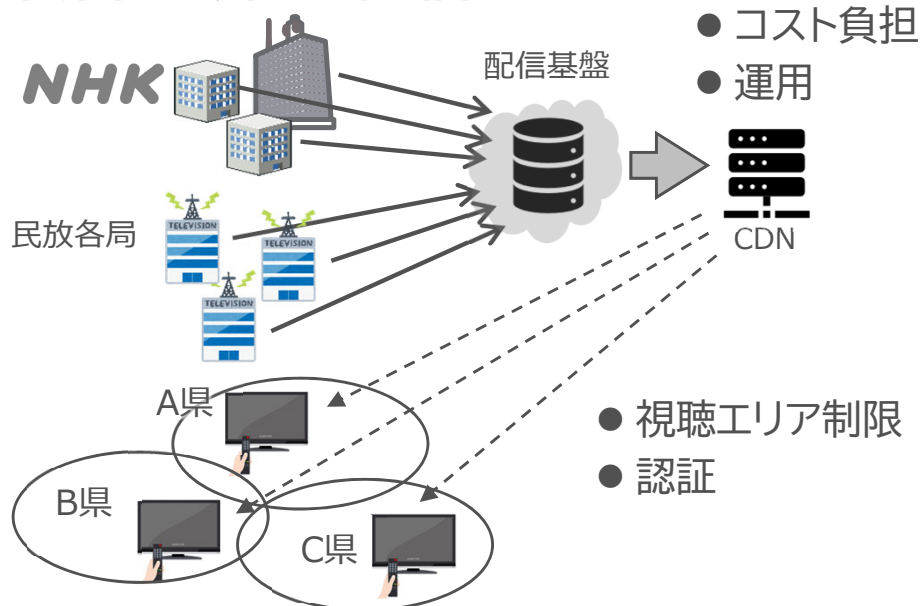 ● コスト負担
● 運用
NHK
配信基盤
民放各局
TELEVISION
TELEVISION
TELEVISION
CDN
A県
B県
C県
● 視聴エリア制限
● 認証